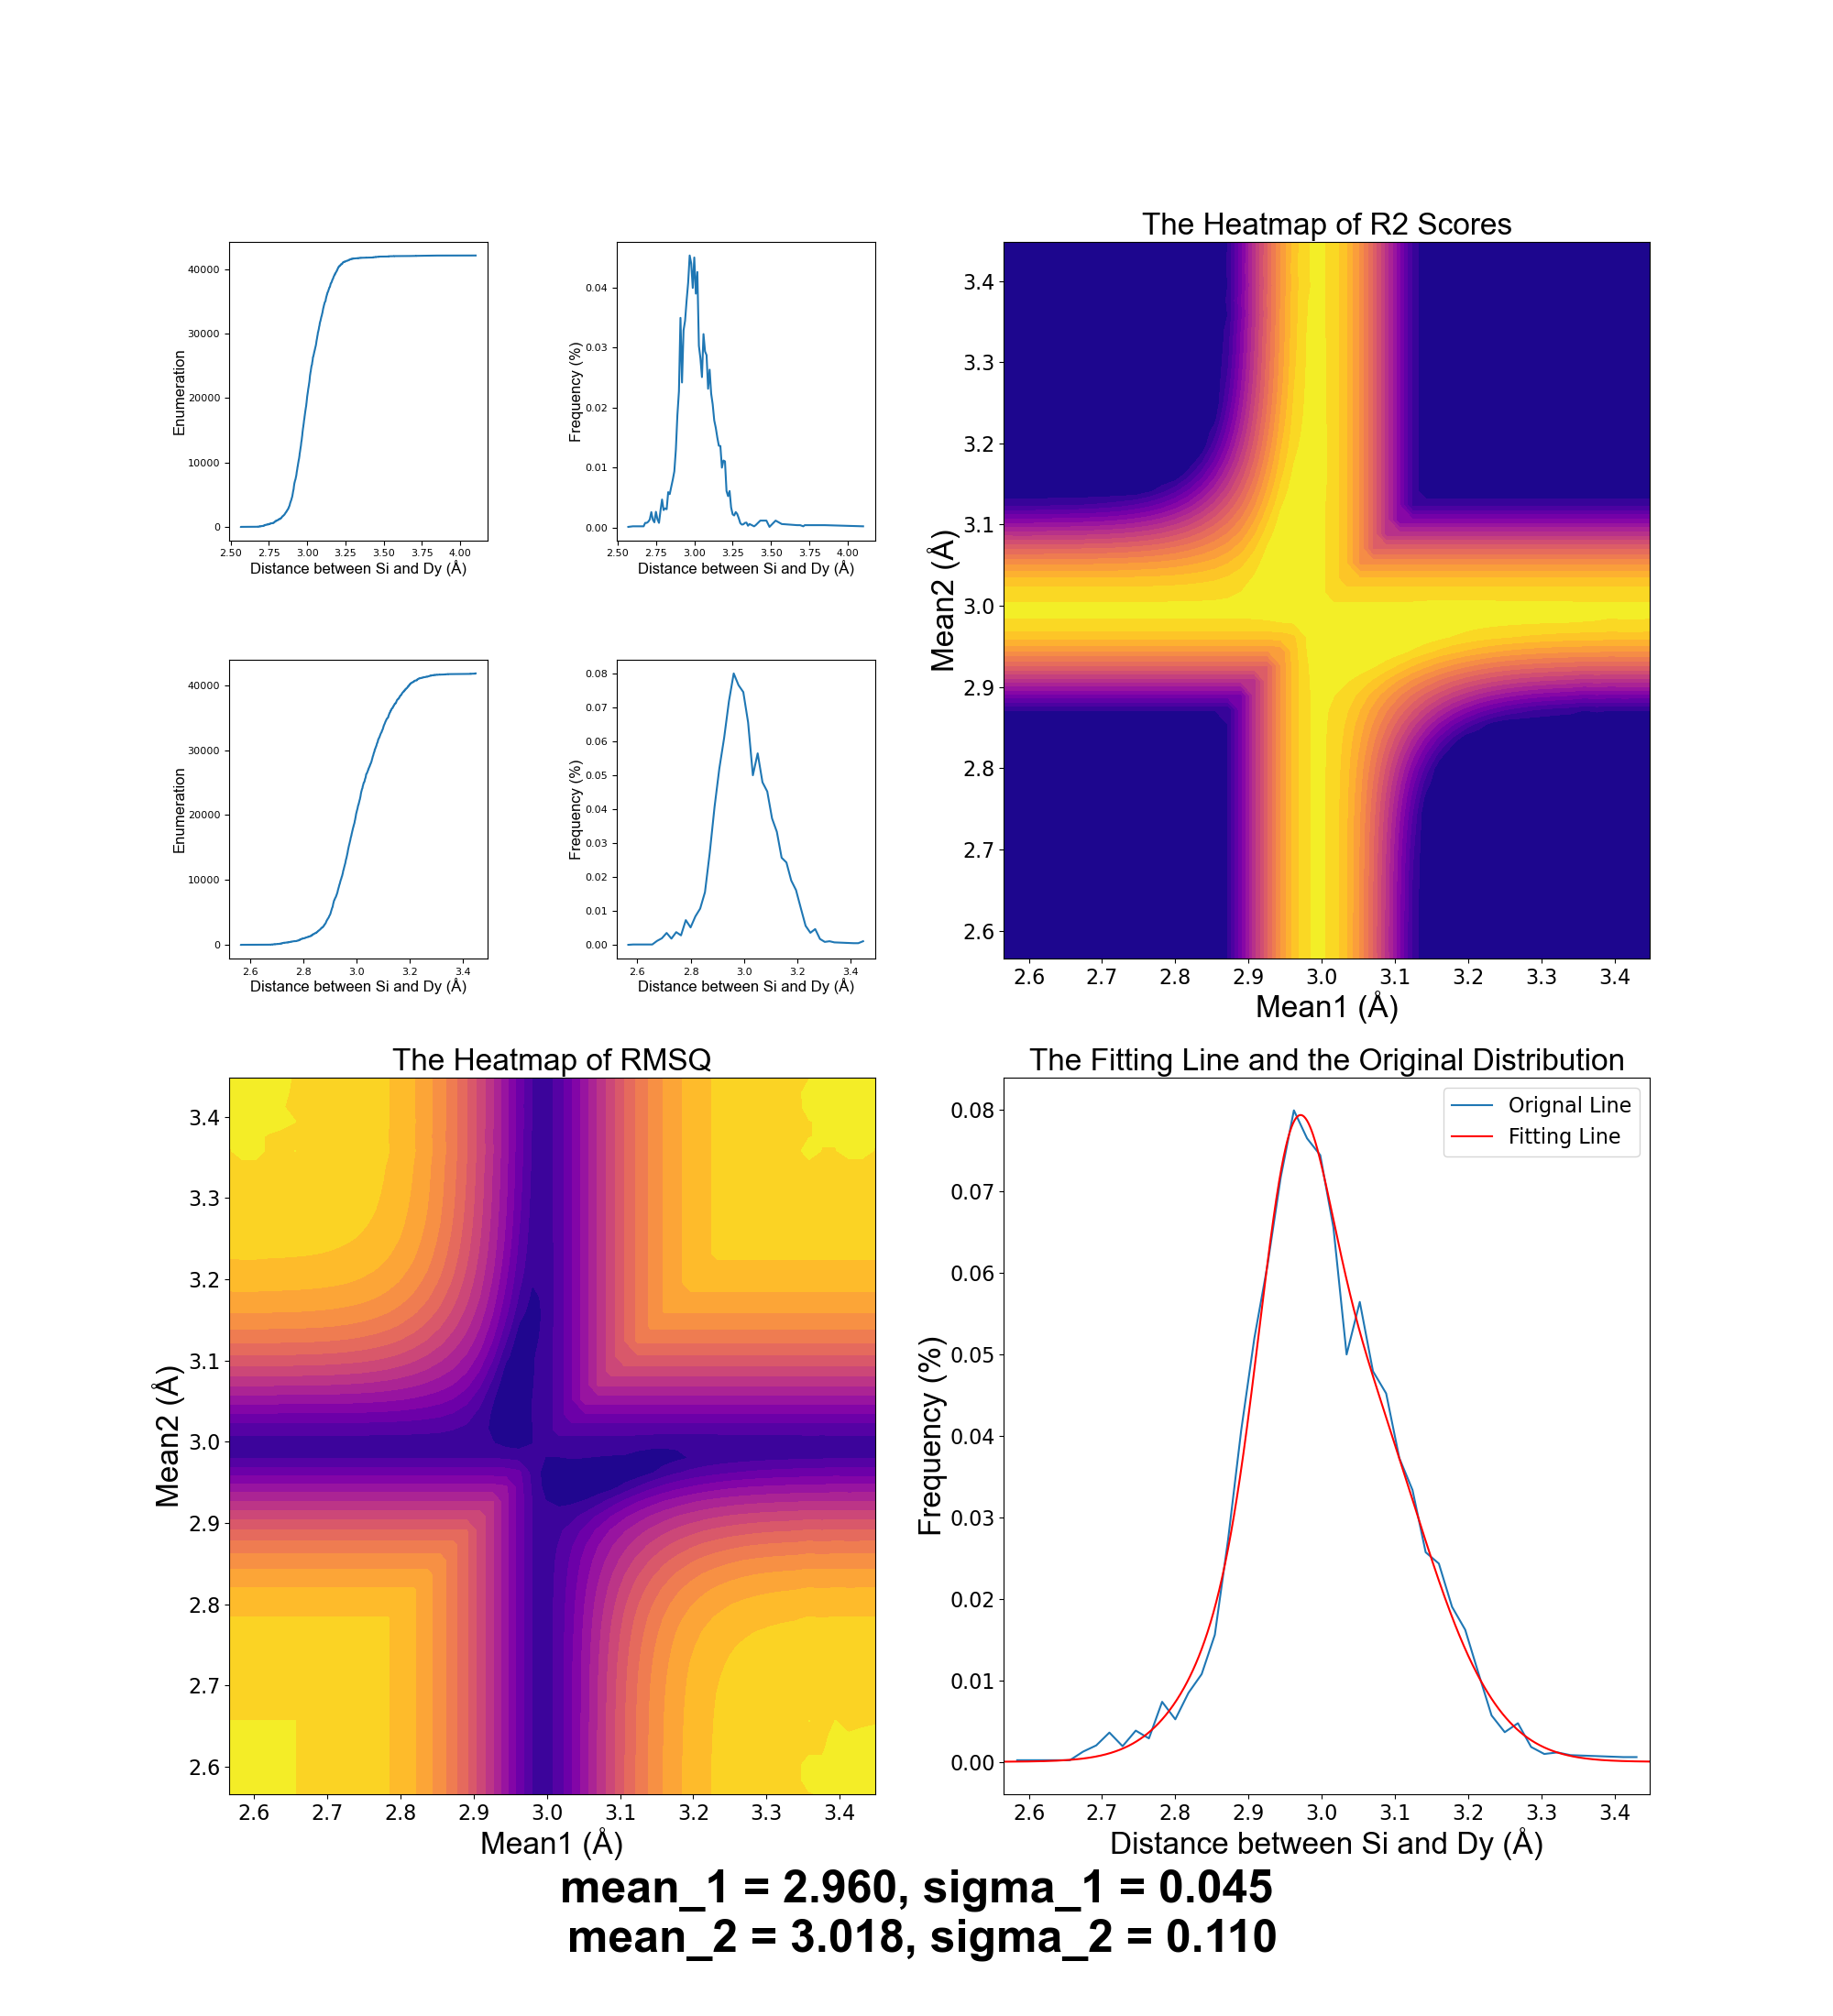 40000
30000
20000
10000
0
Enumeration
2.50 2.75 3.00 3.25 3.50 3.75 4.00
Distance between Si and Dy (Å)
0.04
0.03
0.02
0.01
0.00
Frequency (%)
2.50 2.75 3.00 3.25 3.50 3.75 4.00
Distance between Si and Dy (Å)
The Heatmap of R2 Scores
3.4
3.3
3.2
3.1
3.0
2.9
2.8
2.7
2.6
Mean2 (Å)
2.6 2.7 2.8 2.9 3.0 3.1 3.2 3.3 3.4
Mean1 (Å)
40000
30000
20000
10000
0
Enumeration
2.6 2.8 3.0 3.2 3.4
Distance between Si and Dy (Å)
0.08
0.07
0.06
0.05
0.04
0.03
0.02
0.01
0.00
Frequency (%)
2.6 2.8 3.0 3.2 3.4
Distance between Si and Dy (Å)
The Heatmap of RMSQ
3.4
3.3
3.2
3.1
3.0
2.9
2.8
2.7
2.6
Mean2 (Å)
2.6 2.7 2.8 2.9 3.0 3.1 3.2 3.3 3.4
Mean1 (Å)
The Fitting Line and the Original Distribution
Orignal Line
Fitting Line
0.08
0.07
0.06
0.05
0.04
0.03
0.02
0.01
0.00
Frequency (%)
2.6 2.7 2.8 2.9 3.0 3.1 3.2 3.3 3.4
Distance between Si and Dy (Å)
mean_1 = 2.960, sigma_1 = 0.045
mean_2 = 3.018, sigma_2 = 0.110